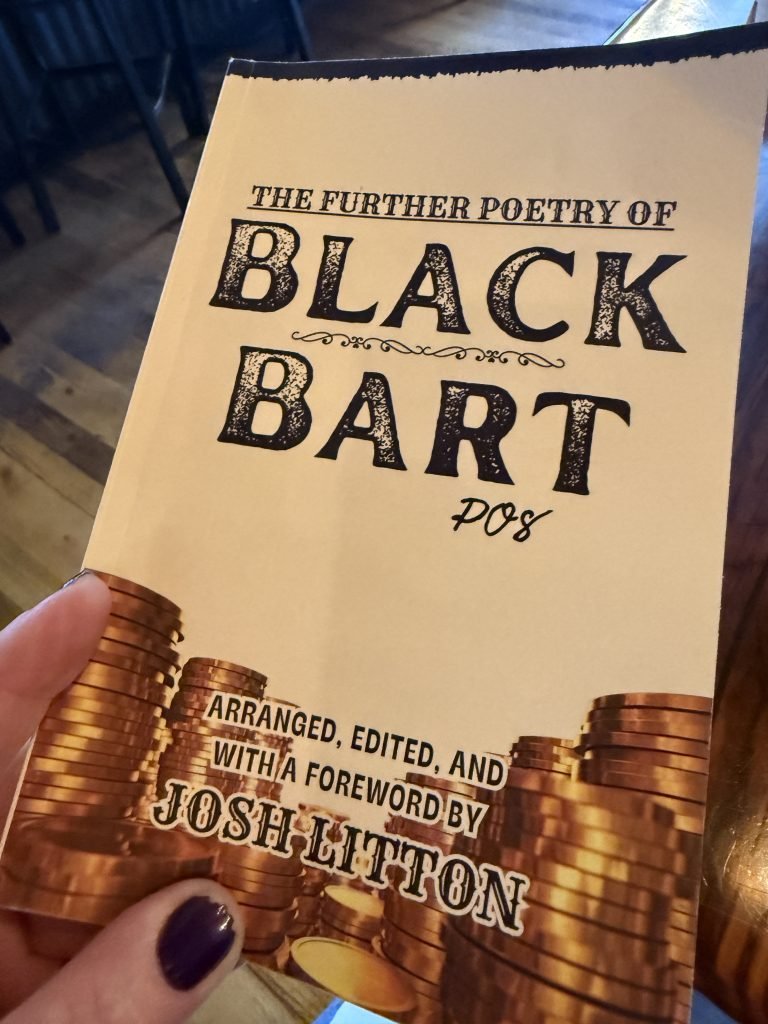 THE FURTHER POETRY OF
BLACK
BART
PO8
ARRANGED, EDITED, AND
WITH A FOREWORD BY
JOSH LITTON